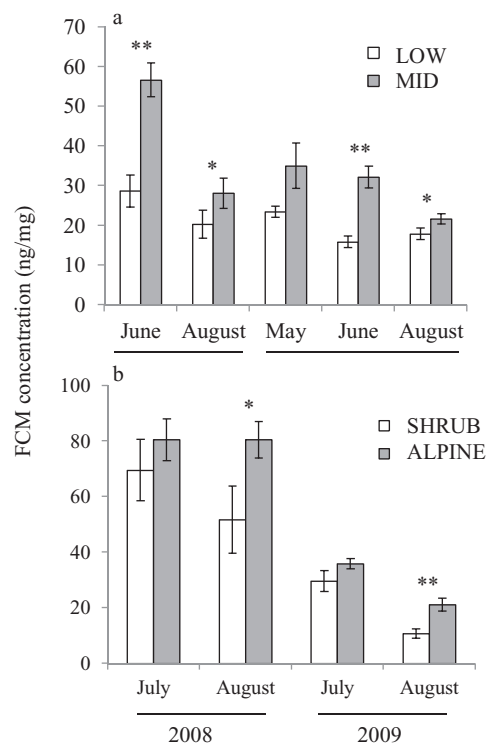 a
70
60
50
40
30
20
10
0
**
*
**
*
LOW
MID
June August May June August
FCM concentration (ng/mg)
b
100
80
60
40
20
0
*
**
SHRUB
ALPINE
July August July August
2008 2009